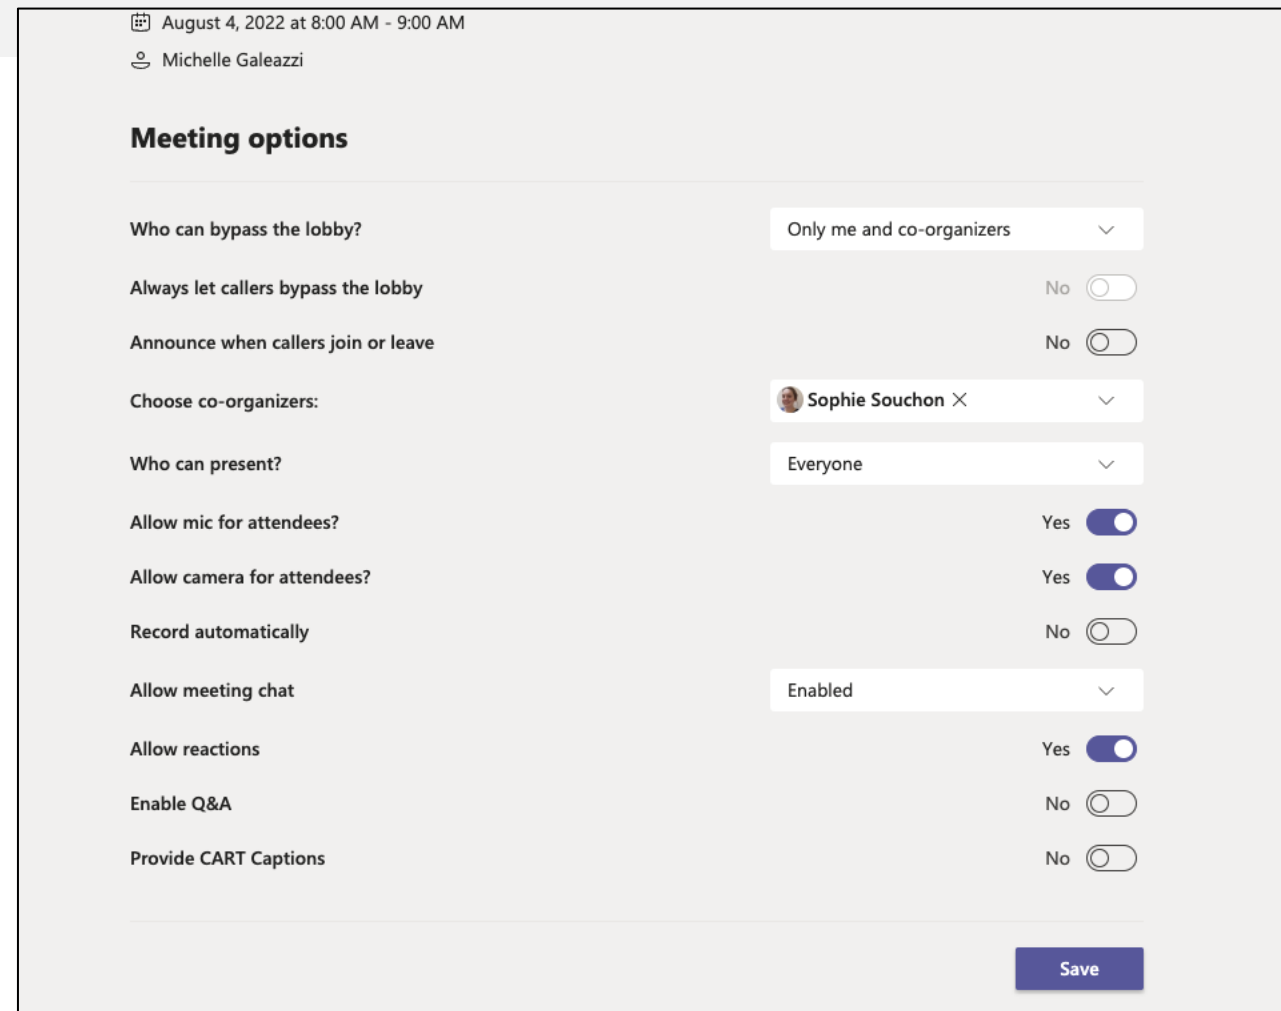 August 4, 2022 at 8:00 AM - 9:00 AM
Michelle Galeazzi
Meeting options
Who can bypass the lobby? Only me and co-organizers
Always let callers bypass the lobby No
Announce when callers join or leave No
Choose co-organizers: Sophie Souchon
Who can present? Everyone
Allow mic for attendees? Yes
Allow camera for attendees? Yes
Record automatically No
Allow meeting chat Enabled
Allow reactions Yes
Enable Q&A No
Provide CART Captions No
Save